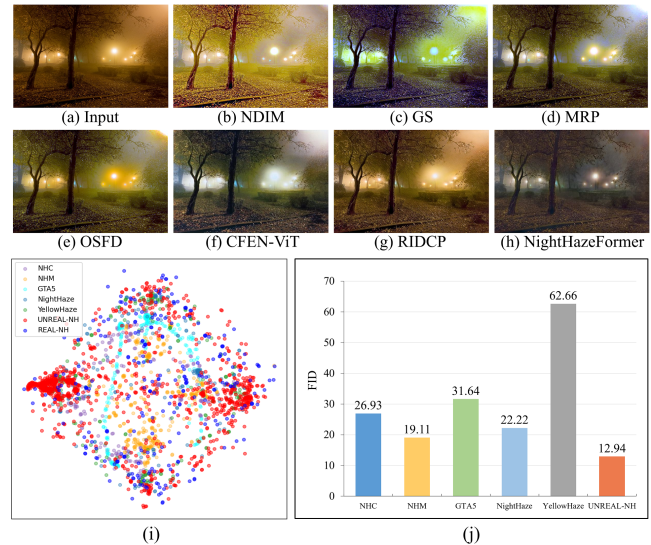 (a) Input
(b) NDIM
(c) GS
(d) MRP
(e) OSFD
(f) CFEN-ViT
(g) RIDCP
(h) NightHazeFormer
NHC
NHM
GTA5
NightHaze
YellowHaze
UNREAL-NH
REAL-NH
(i)
FID
70
60
50
40
30
20
10
0
26.93
19.11
31.64
22.22
62.66
12.94
NHC
NHM
GTA5
NightHaze
YellowHaze
UNREAL-NH
(j)